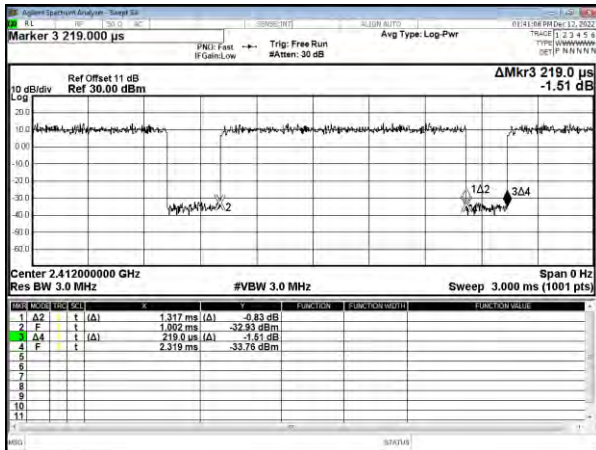 Agilent Spectrum Analyzer - Swept SA
RL RF 50 Ω AC SENSE:INT ALIGN AUTO 01:41:08 PM Dec 12, 2022
Marker 3 219.000 µs Avg Type: Log-Pwr TRACE 1 2 3 4 5 6
PNO: Fast Trig: Free Run TYPE WWWWWW
IFGain:Low #Atten: 30 dB DET P N N N N N
Ref Offset 11 dB ΔMkr3 219.0 µs
10 dB/div Ref 30.00 dBm -1.51 dB
Log
20.0
10.0
0.00
-10.0
-20.0
-30.0
-40.0
-50.0
-60.0
2
1Δ2
3Δ4
Center 2.412000000 GHz Span 0 Hz
Res BW 3.0 MHz #VBW 3.0 MHz Sweep 3.000 ms (1001 pts)
MKR MODE TRC SCL X Y FUNCTION FUNCTION WIDTH FUNCTION VALUE
1 Δ2 t (Δ) 1.317 ms (Δ) -0.83 dB
2 F t 1.002 ms -32.93 dBm
3 Δ4 t (Δ) 219.0 µs (Δ) -1.51 dB
4 F t 2.319 ms -33.76 dBm
5
6
7
8
9
10
11
MSG STATUS